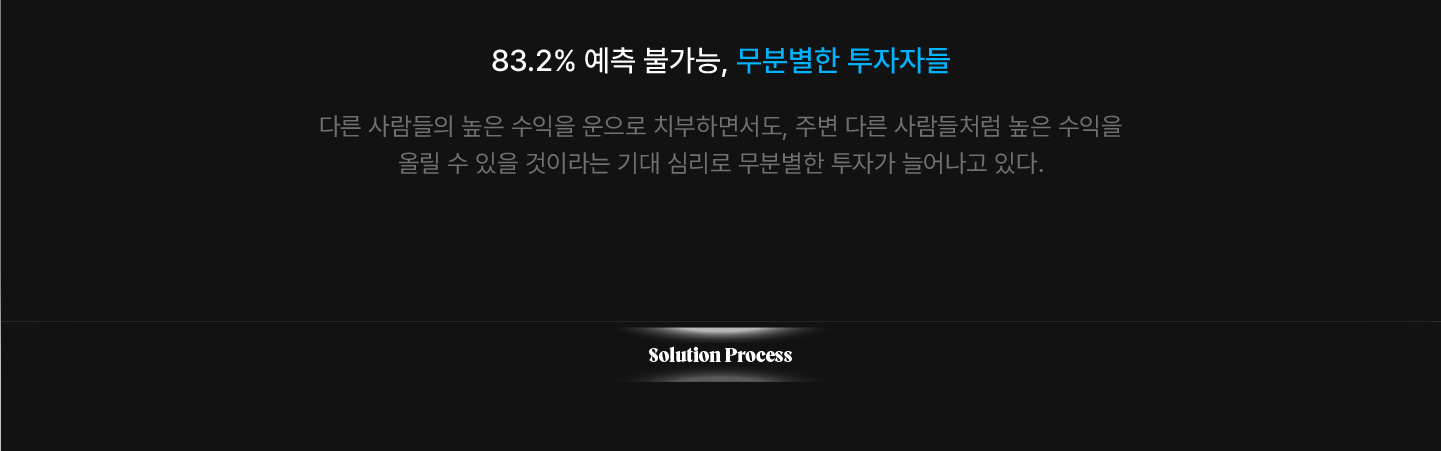 83.2% 예측 불가능, 무분별한 투자자들
다른 사람들의 높은 수익을 운으로 치부하면서도, 주변 다른 사람들처럼 높은 수익을
올릴 수 있을 것이라는 기대 심리로 무분별한 투자가 늘어나고 있다.
Solution Process